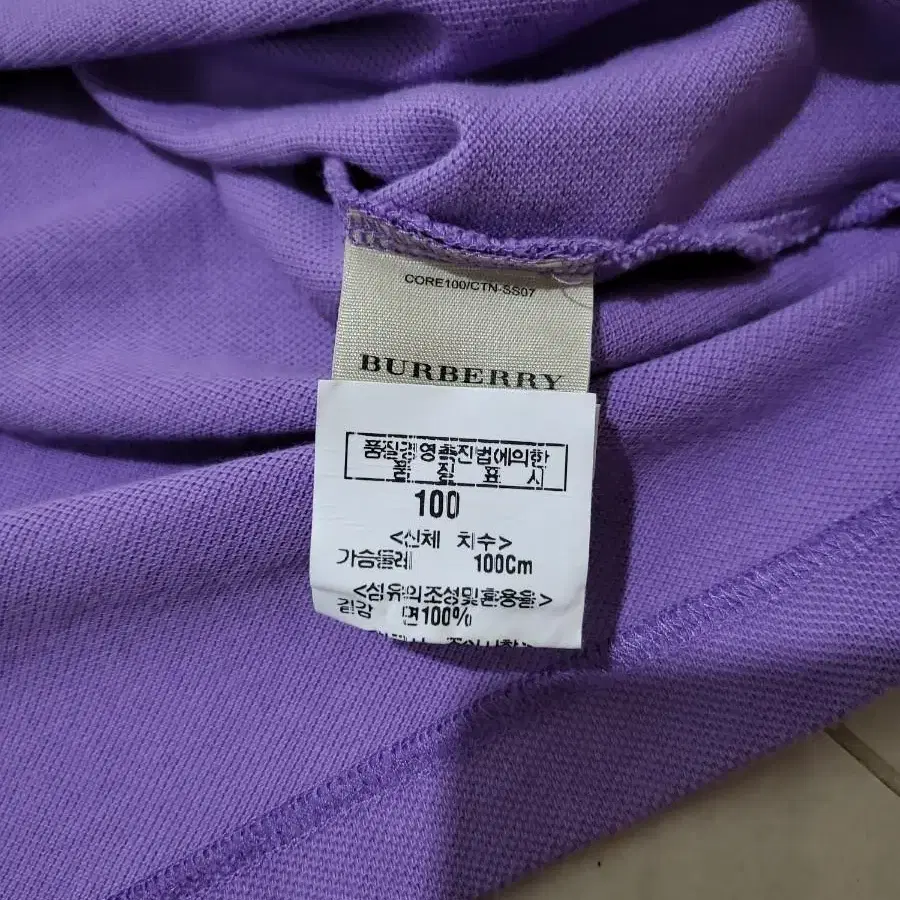 CORE100/CTN-SS07
BURBERRY
품질경영촉진법에의한
품 질 표 시
100
<신체 치수>
가슴둘레 100Cm
<섬유의조성및혼용율>
겉감 면100%